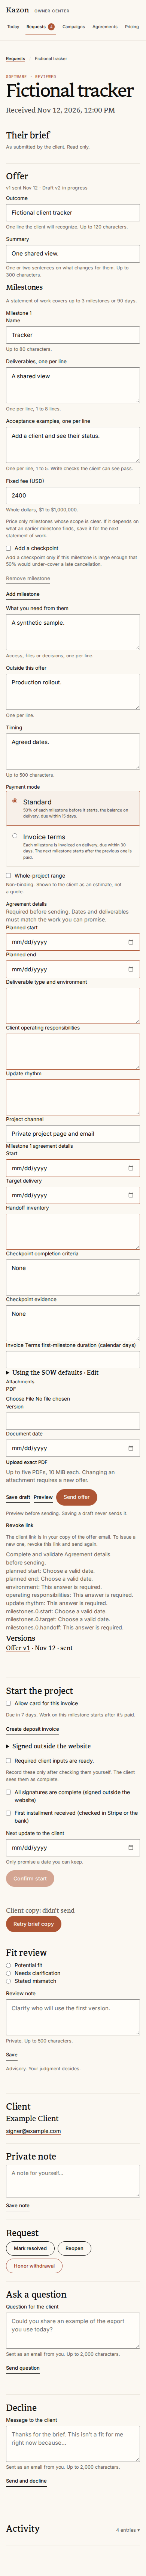 Kazon OWNER CENTER
Today Requests 4 Campaigns Agreements Pricing
Requests Fictional tracker
SOFTWARE · REVIEWED
Fictional tracker
Received Nov 12, 2026, 12:00 PM
Their brief
As submitted by the client. Read only.
Offer
v1 sent Nov 12 · Draft v2 in progress
Outcome
Fictional client tracker
One line the client will recognize. Up to 120 characters.
Summary
One shared view.
One or two sentences on what changes for them. Up to
300 characters.
Milestones
A statement of work covers up to 3 milestones or 90 days.
Milestone 1
Name
Tracker
Up to 80 characters.
Deliverables, one per line
A shared view
One per line, 1 to 8 lines.
Acceptance examples, one per line
Add a client and see their status.
One per line, 1 to 5. Write checks the client can see pass.
Fixed fee (USD)
2400
Whole dollars, $1 to $1,000,000.
Price only milestones whose scope is clear. If it depends on
what an earlier milestone finds, save it for the next
statement of work.
Add a checkpoint
Add a checkpoint only if this milestone is large enough that
50% would under-cover a late cancellation.
Remove milestone
Add milestone
What you need from them
A synthetic sample.
Access, files or decisions, one per line.
Outside this offer
Production rollout.
One per line.
Timing
Agreed dates.
Up to 500 characters.
Payment mode
Standard
50% of each milestone before it starts, the balance on
delivery, due within 15 days.
Invoice terms
Each milestone is invoiced on delivery, due within 30
days. The next milestone starts after the previous one is
paid.
Whole-project range
Non-binding. Shown to the client as an estimate, not
a quote.
Agreement details
Required before sending. Dates and deliverables
must match the work you can promise.
Planned start
mm/dd/yyyy
Planned end
mm/dd/yyyy
Deliverable type and environment
Client operating responsibilities
Update rhythm
Project channel
Private project page and email
Milestone 1 agreement details
Start
mm/dd/yyyy
Target delivery
mm/dd/yyyy
Handoff inventory
Checkpoint completion criteria
None
Checkpoint evidence
None
Invoice Terms first-milestone duration (calendar days)
Using the SOW defaults · Edit
Attachments
PDF
Choose File No file chosen
Version
Document date
mm/dd/yyyy
Upload exact PDF
Up to five PDFs, 10 MiB each. Changing an
attachment requires a new offer.
Save draft Preview Send offer
Preview before sending. Saving a draft never sends it.
Revoke link
The client link is in your copy of the offer email. To issue a
new one, revoke this link and send again.
Complete and validate Agreement details
before sending.
planned start: Choose a valid date.
planned end: Choose a valid date.
environment: This answer is required.
operating responsibilities: This answer is required.
update rhythm: This answer is required.
milestones.0.start: Choose a valid date.
milestones.0.target: Choose a valid date.
milestones.0.handoff: This answer is required.
Versions
Offer v1 · Nov 12 · sent
Start the project
Allow card for this invoice
Due in 7 days. Work on this milestone starts after it's paid.
Create deposit invoice
Signed outside the website
Required client inputs are ready.
Record these only after checking them yourself. The client
sees them as complete.
All signatures are complete (signed outside the
website)
First installment received (checked in Stripe or the
bank)
Next update to the client
mm/dd/yyyy
Only promise a date you can keep.
Confirm start
Client copy: didn't send
Retry brief copy
Fit review
Potential fit
Needs clarification
Stated mismatch
Review note
Clarify who will use the first version.
Private. Up to 500 characters.
Save
Advisory. Your judgment decides.
Client
Example Client
signer@example.com
Private note
A note for yourself...
Save note
Request
Mark resolved Reopen
Honor withdrawal
Ask a question
Question for the client
Could you share an example of the export
you use today?
Sent as an email from you. Up to 2,000 characters.
Send question
Decline
Message to the client
Thanks for the brief. This isn't a fit for me
right now because...
Sent as an email from you. Up to 2,000 characters.
Send and decline
Activity 4 entries